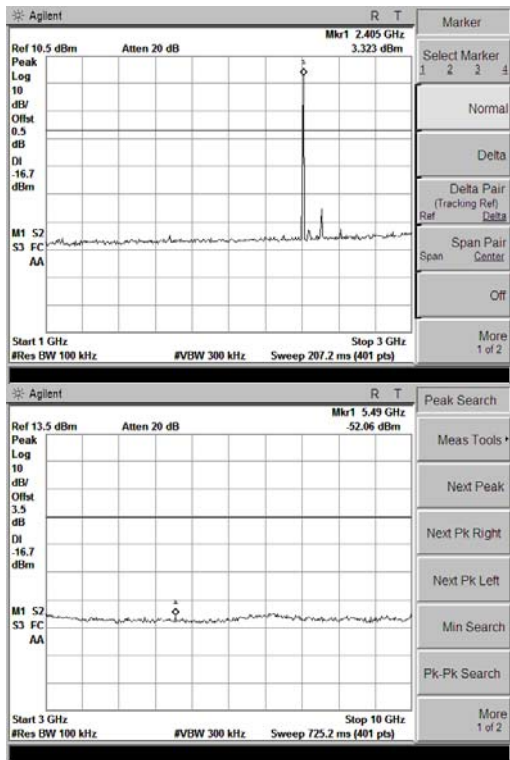 Agilent R T
Mkr1 2.405 GHz
Ref 10.5 dBm Atten 20 dB 3.323 dBm
Peak
Log
10
dB/
Offst
0.5
dB
DI
-16.7
dBm
M1 S2
S3 FC
AA
1
Start 1 GHz Stop 3 GHz
#Res BW 100 kHz #VBW 300 kHz Sweep 207.2 ms (401 pts)
Marker
Select Marker
1 2 3 4
Normal
Delta
Delta Pair
(Tracking Ref)
Ref Delta
Span Pair
Span Center
Off
More
1 of 2
Agilent R T
Mkr1 5.49 GHz
Ref 13.5 dBm Atten 20 dB -52.06 dBm
Peak
Log
10
dB/
Offst
3.5
dB
DI
-16.7
dBm
M1 S2
S3 FC
AA
1
Start 3 GHz Stop 10 GHz
#Res BW 100 kHz #VBW 300 kHz Sweep 725.2 ms (401 pts)
Peak Search
Meas Tools
Next Peak
Next Pk Right
Next Pk Left
Min Search
Pk-Pk Search
More
1 of 2